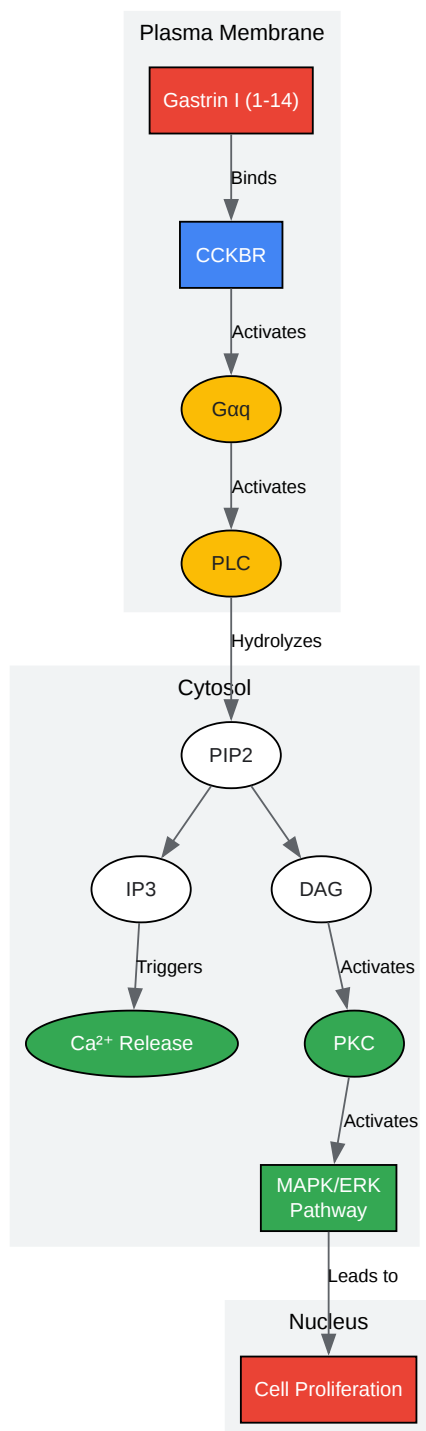 Plasma Membrane
Gastrin I (1-14)
Binds
CCKBR
Activates
Gαq
Activates
PLC
Hydrolyzes
Cytosol
PIP2
IP3
DAG
Triggers
Activates
Ca²⁺ Release
PKC
Activates
MAPK/ERK
Pathway
Leads to
Nucleus
Cell Proliferation